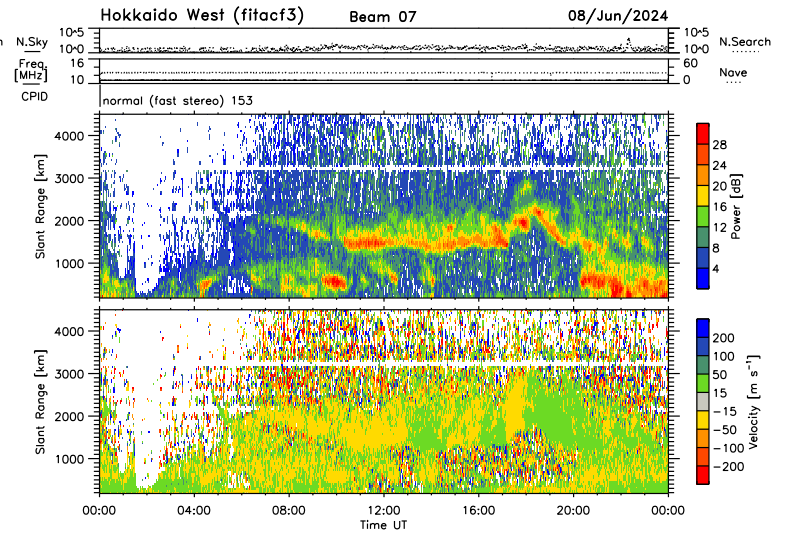 Hokkaido West (fitacf3) Beam 07 08/Jun/2024
n N.Sky 10^5 10^0 10^5 10^0 N.Search
Freq. [MHz] 16 10 60 0 Nave
CPID normal (fast stereo) 153
Slant Range [km] 4000 3000 2000 1000
28 24 20 16 12 8 4 Power [dB]
Slant Range [km] 4000 3000 2000 1000
200 100 50 15 -15 -50 -100 -200 Velocity [m s^-1]
00:00 04:00 08:00 12:00 16:00 20:00 00:00
Time UT